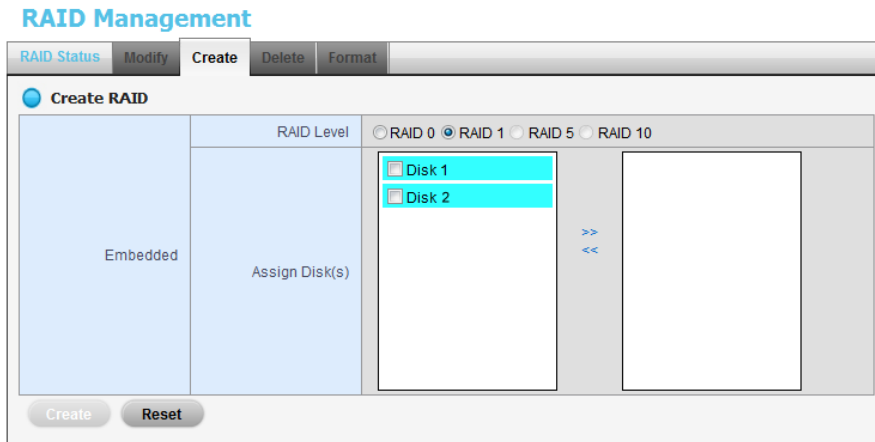 RAID Management
RAID Status Modify Create Delete Format
Create RAID
RAID Level RAID 0 RAID 1 RAID 5 RAID 10
Embedded
Assign Disk(s)
Disk 1
Disk 2
>>
<<
Create Reset